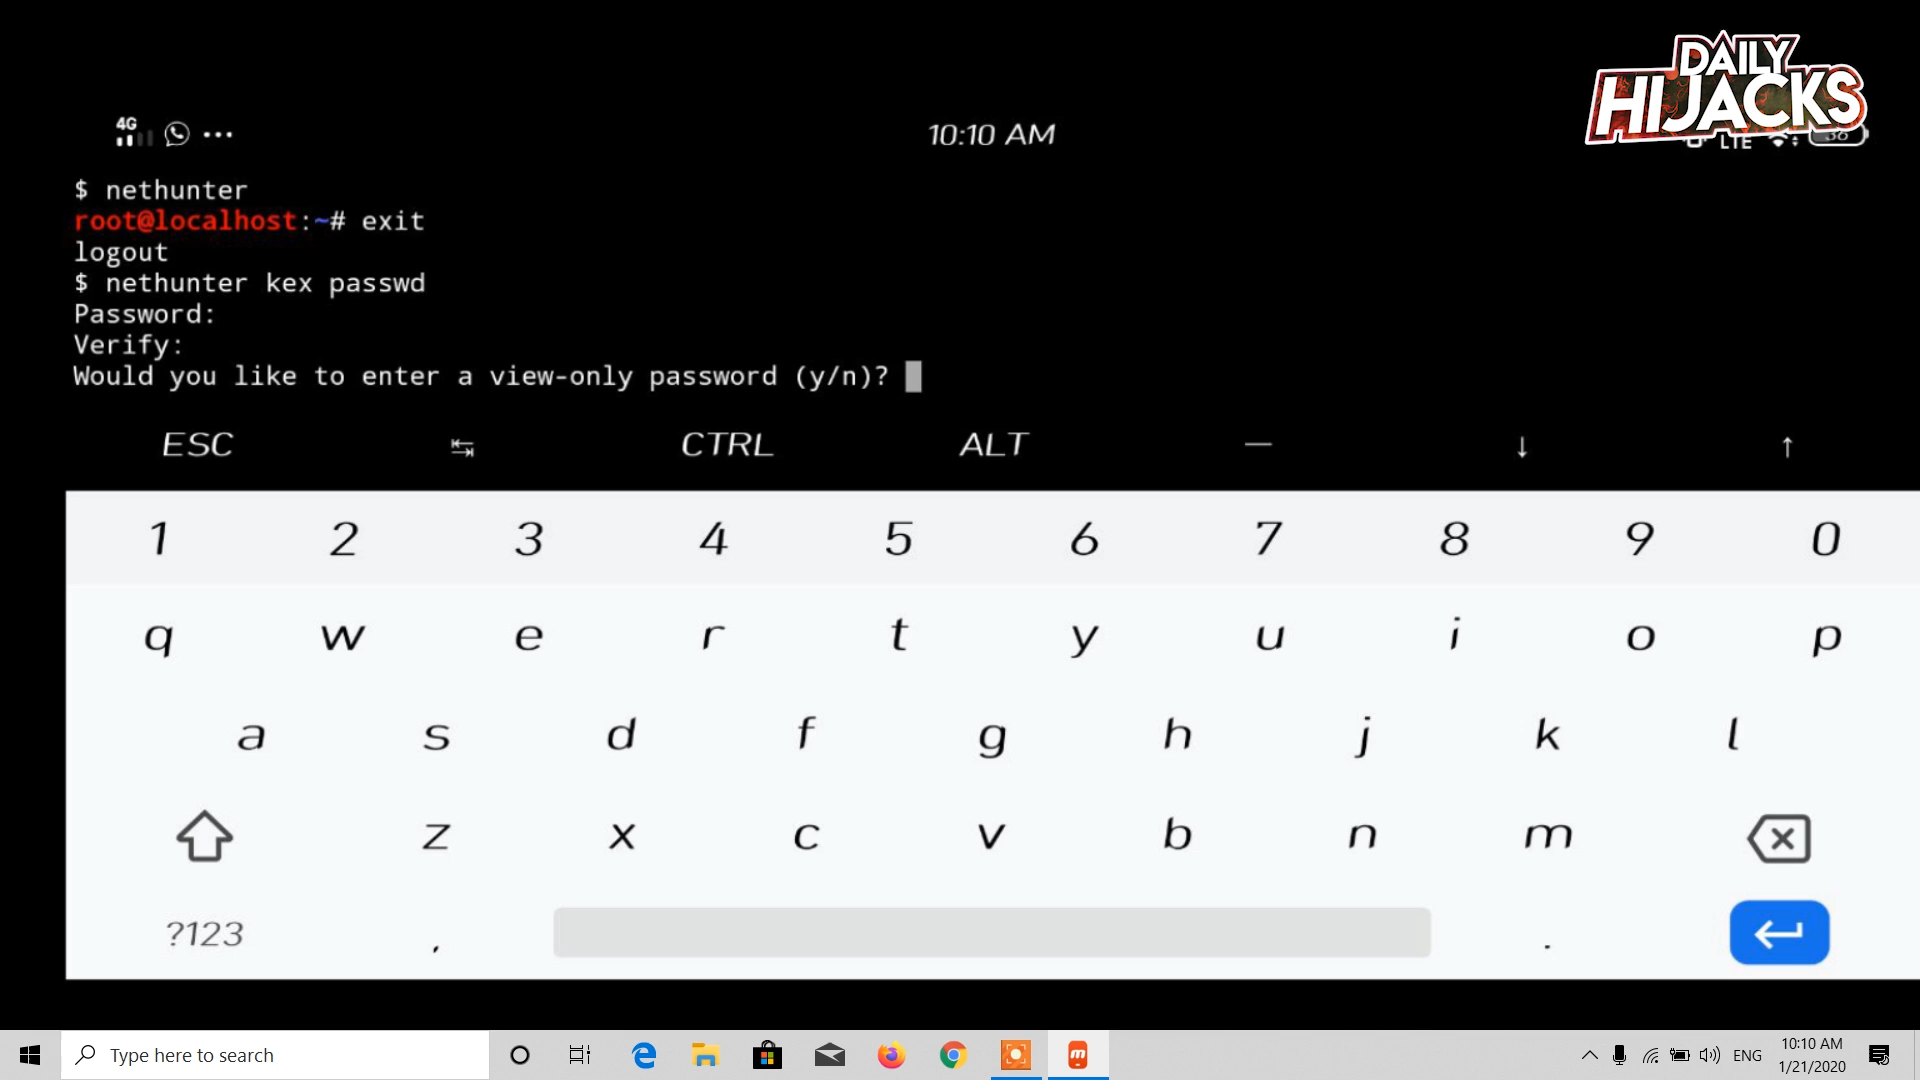 DAILY
HIJACKS
4G
10:10 AM
LTE
$ nethunter
root@localhost:~# exit
logout
$ nethunter kex passwd
Password:
Verify:
Would you like to enter a view-only password (y/n)?
ESC CTRL ALT — ↓ ↑
1 2 3 4 5 6 7 8 9 0
q w e r t y u i o p
a s d f g h j k l
z x c v b n m
?123 , .
Type here to search
ENG
10:10 AM
1/21/2020